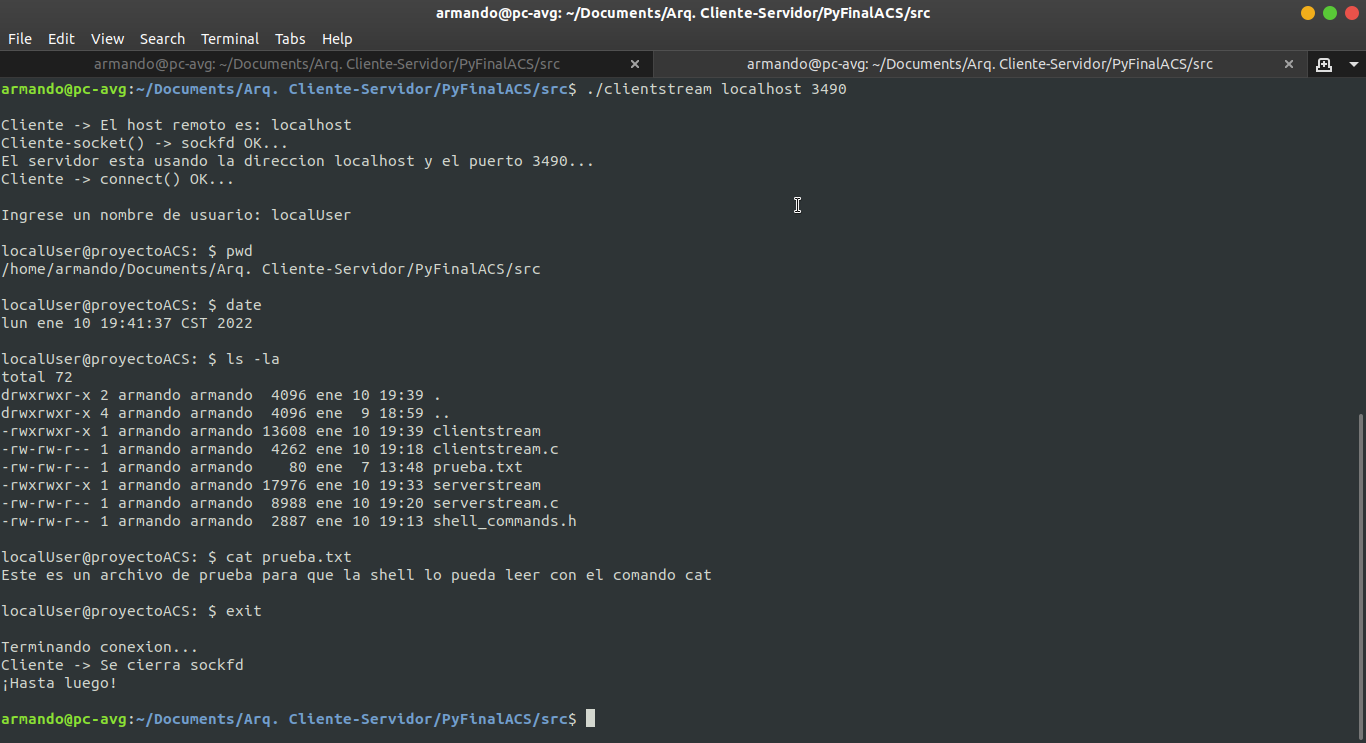 armando@pc-avg: ~/Documents/Arq. Cliente-Servidor/PyFinalACS/src
File Edit View Search Terminal Tabs Help
armando@pc-avg: ~/Documents/Arq. Cliente-Servidor/PyFinalACS/src × armando@pc-avg: ~/Documents/Arq. Cliente-Servidor/PyFinalACS/src ×
armando@pc-avg:~/Documents/Arq. Cliente-Servidor/PyFinalACS/src$ ./clientstream localhost 3490
Cliente -> El host remoto es: localhost
Cliente-socket() -> sockfd OK...
El servidor esta usando la direccion localhost y el puerto 3490...
Cliente -> connect() OK...
Ingrese un nombre de usuario: localUser
localUser@proyectoACS: $ pwd
/home/armando/Documents/Arq. Cliente-Servidor/PyFinalACS/src
localUser@proyectoACS: $ date
lun ene 10 19:41:37 CST 2022
localUser@proyectoACS: $ ls -la
total 72
drwxrwxr-x 2 armando armando  4096 ene 10 19:39 .
drwxrwxr-x 4 armando armando  4096 ene  9 18:59 ..
-rwxrwxr-x 1 armando armando 13608 ene 10 19:39 clientstream
-rw-rw-r-- 1 armando armando  4262 ene 10 19:18 clientstream.c
-rw-rw-r-- 1 armando armando    80 ene  7 13:48 prueba.txt
-rwxrwxr-x 1 armando armando 17976 ene 10 19:33 serverstream
-rw-rw-r-- 1 armando armando  8988 ene 10 19:20 serverstream.c
-rw-rw-r-- 1 armando armando  2887 ene 10 19:13 shell_commands.h
localUser@proyectoACS: $ cat prueba.txt
Este es un archivo de prueba para que la shell lo pueda leer con el comando cat
localUser@proyectoACS: $ exit
Terminando conexion...
Cliente -> Se cierra sockfd
¡Hasta luego!
armando@pc-avg:~/Documents/Arq. Cliente-Servidor/PyFinalACS/src$